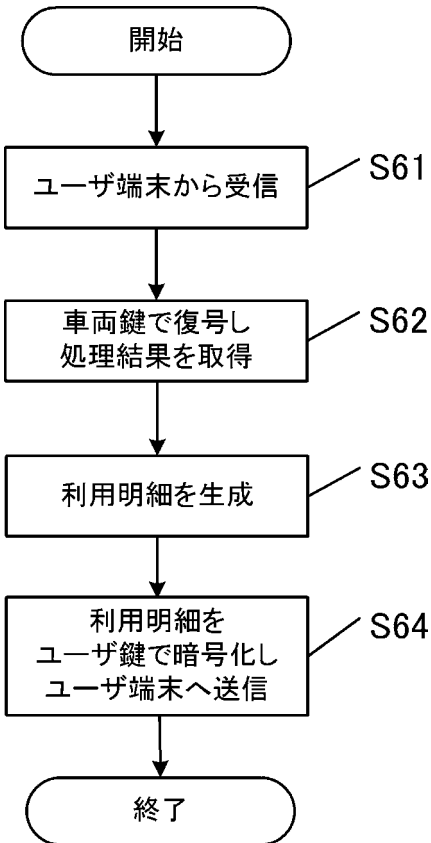 開始
ユーザ端末から受信
S61
車両鍵で復号し
処理結果を取得
S62
利用明細を生成
S63
利用明細を
ユーザ鍵で暗号化し
ユーザ端末へ送信
S64
終了